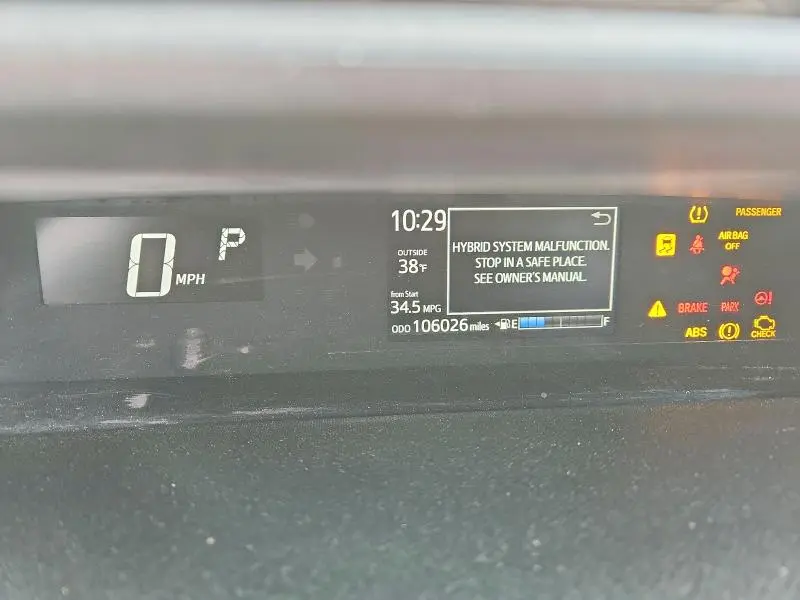 0 MPH P
10:29
OUTSIDE
38°F
from Start
34.5 MPG
ODO 106026 miles
HYBRID SYSTEM MALFUNCTION.
STOP IN A SAFE PLACE.
SEE OWNER'S MANUAL.
E F
PASSENGER
AIR BAG
OFF
BRAKE PARK
ABS
CHECK